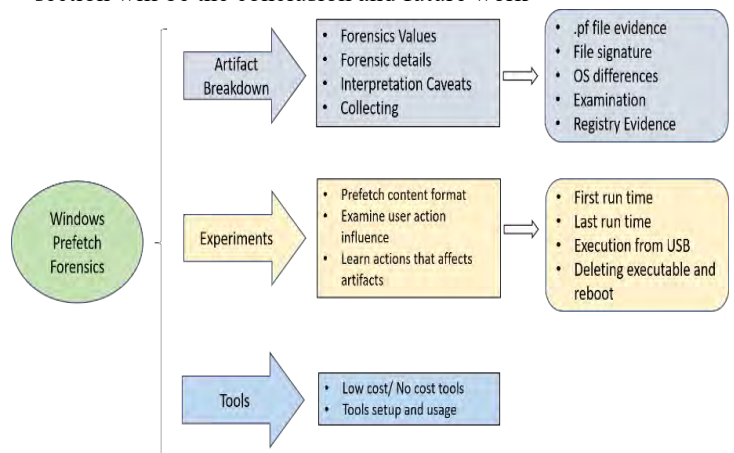 section will be the conclusion and future work
Windows
Prefetch
Forensics
Artifact
Breakdown
• Forensics Values
• Forensic details
• Interpretation Caveats
• Collecting
• .pf file evidence
• File signature
• OS differences
• Examination
• Registry Evidence
Experiments
• Prefetch content format
• Examine user action
influence
• Learn actions that affects
artifacts
• First run time
• Last run time
• Execution from USB
• Deleting executable and
reboot
Tools
• Low cost/ No cost tools
• Tools setup and usage